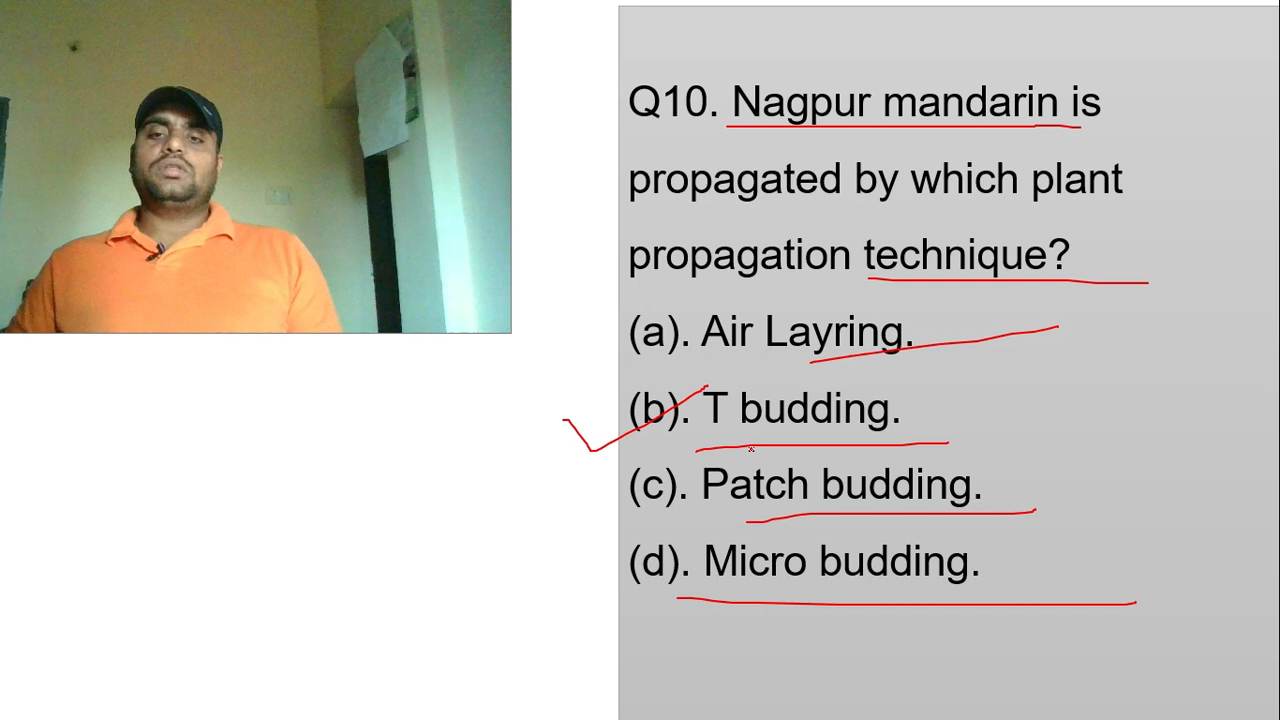 Q10. Nagpur mandarin is
propagated by which plant
propagation technique?
(a). Air Layring.
(b). T budding.
(c). Patch budding.
(d). Micro budding.